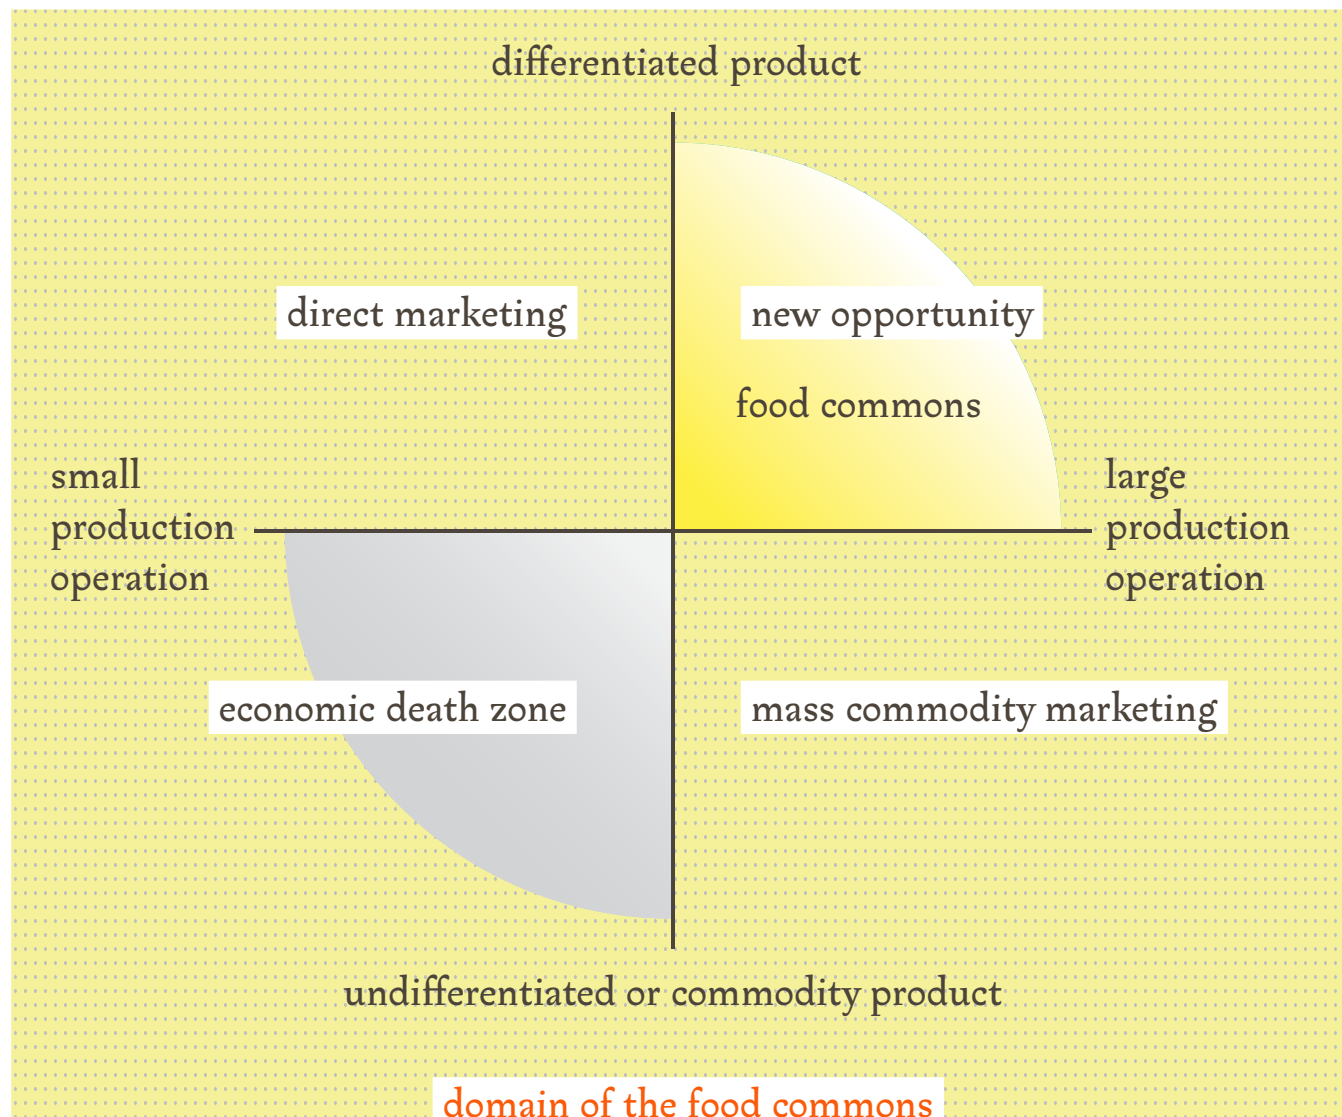 differentiated product
direct marketing
new opportunity
food commons
small
production
operation
large
production
operation
economic death zone
mass commodity marketing
undifferentiated or commodity product
domain of the food commons